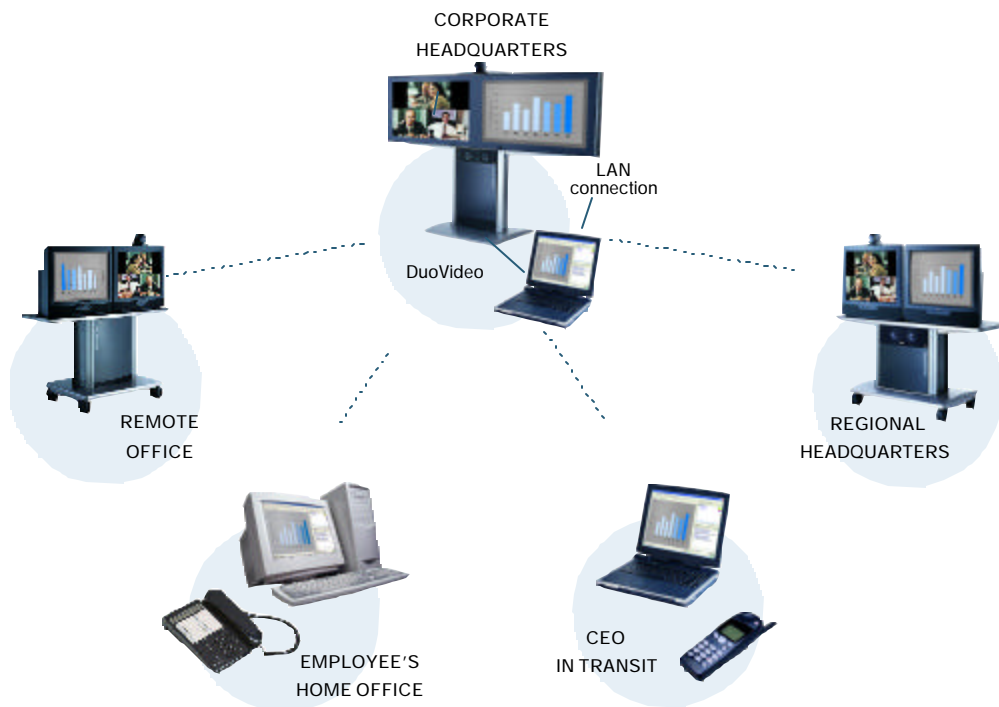 CORPORATE
HEADQUARTERS
LAN
connection
DuoVideo
REMOTE
OFFICE
REGIONAL
HEADQUARTERS
EMPLOYEE'S
HOME OFFICE
CEO
IN TRANSIT